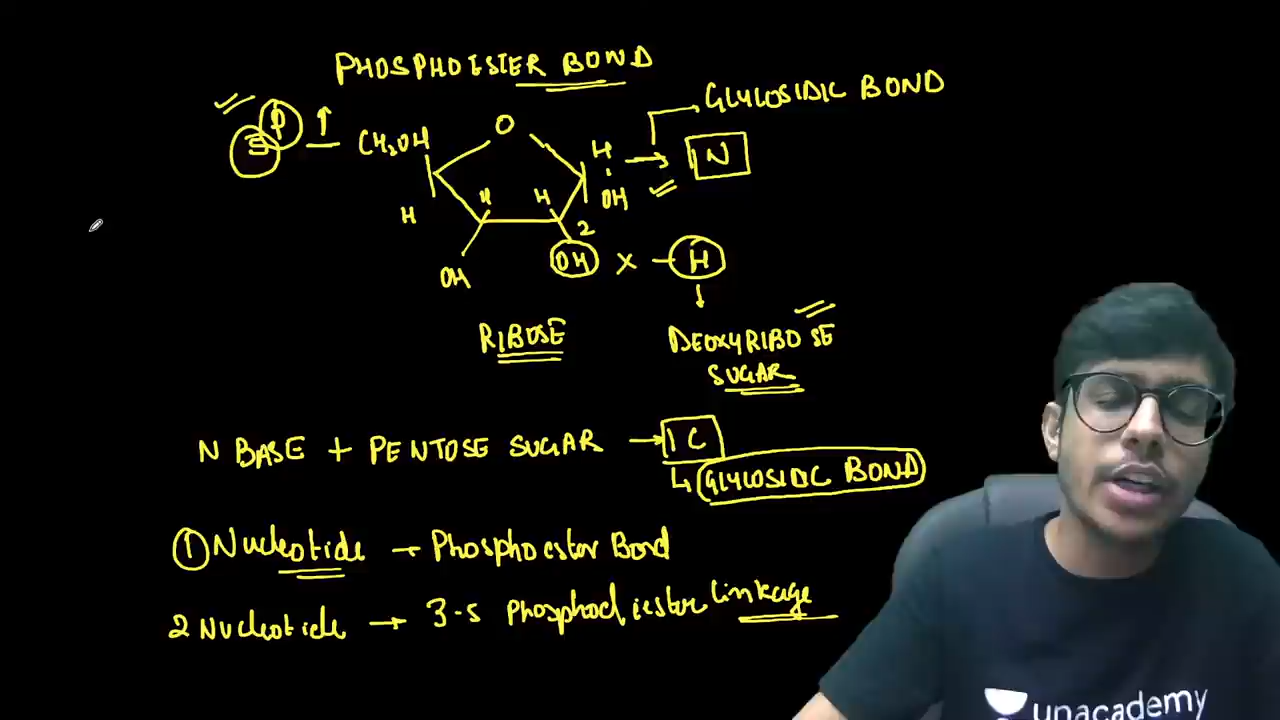 PHOSPHOESTER BOND
GLYCOSIDIC BOND
5 P ↑ CH2OH O H N
OH
H H H
2
OH OH X - H
RIBOSE DEOXYRIBOSE
SUGAR
N BASE + PENTOSE SUGAR → 1 C
↳ GLYCOSIDIC BOND
① Nucleotide → Phosphoester Bond
2 Nucleotide → 3-5 Phosphodiester linkage
unacademy